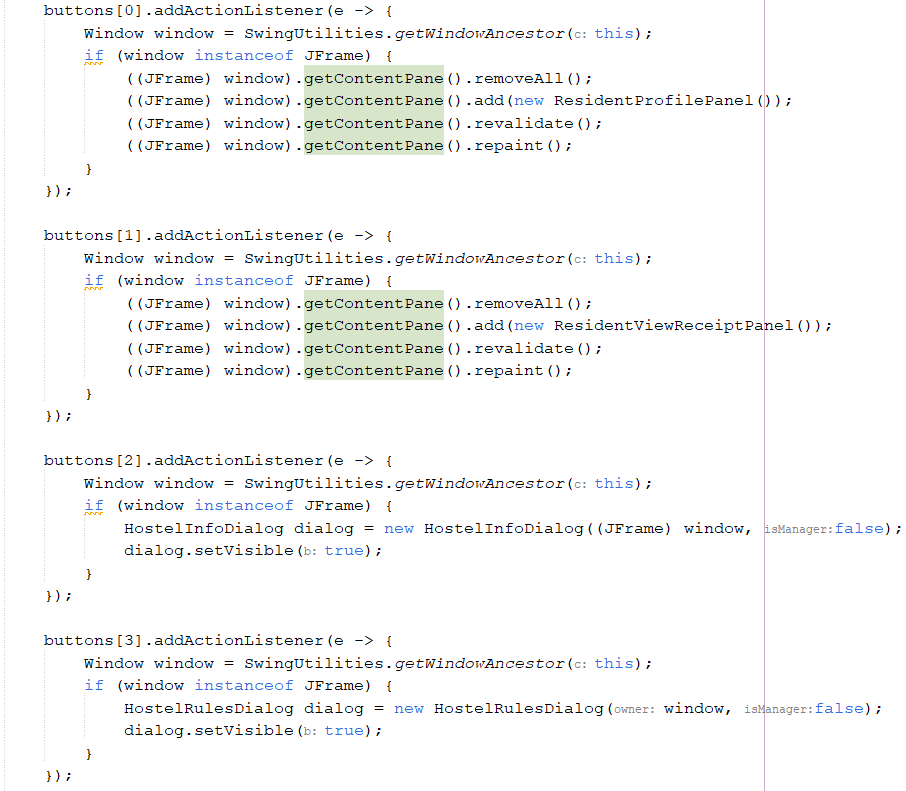 buttons[0].addActionListener(e -> {
    Window window = SwingUtilities.getWindowAncestor(c: this);
    if (window instanceof JFrame) {
        ((JFrame) window).getContentPane().removeAll();
        ((JFrame) window).getContentPane().add(new ResidentProfilePanel());
        ((JFrame) window).getContentPane().revalidate();
        ((JFrame) window).getContentPane().repaint();
    }
});
buttons[1].addActionListener(e -> {
    Window window = SwingUtilities.getWindowAncestor(c: this);
    if (window instanceof JFrame) {
        ((JFrame) window).getContentPane().removeAll();
        ((JFrame) window).getContentPane().add(new ResidentViewReceiptPanel());
        ((JFrame) window).getContentPane().revalidate();
        ((JFrame) window).getContentPane().repaint();
    }
});
buttons[2].addActionListener(e -> {
    Window window = SwingUtilities.getWindowAncestor(c: this);
    if (window instanceof JFrame) {
        HostelInfoDialog dialog = new HostelInfoDialog((JFrame) window, isManager:false);
        dialog.setVisible(b: true);
    }
});
buttons[3].addActionListener(e -> {
    Window window = SwingUtilities.getWindowAncestor(c: this);
    if (window instanceof JFrame) {
        HostelRulesDialog dialog = new HostelRulesDialog(owner: window, isManager:false);
        dialog.setVisible(b: true);
    }
});